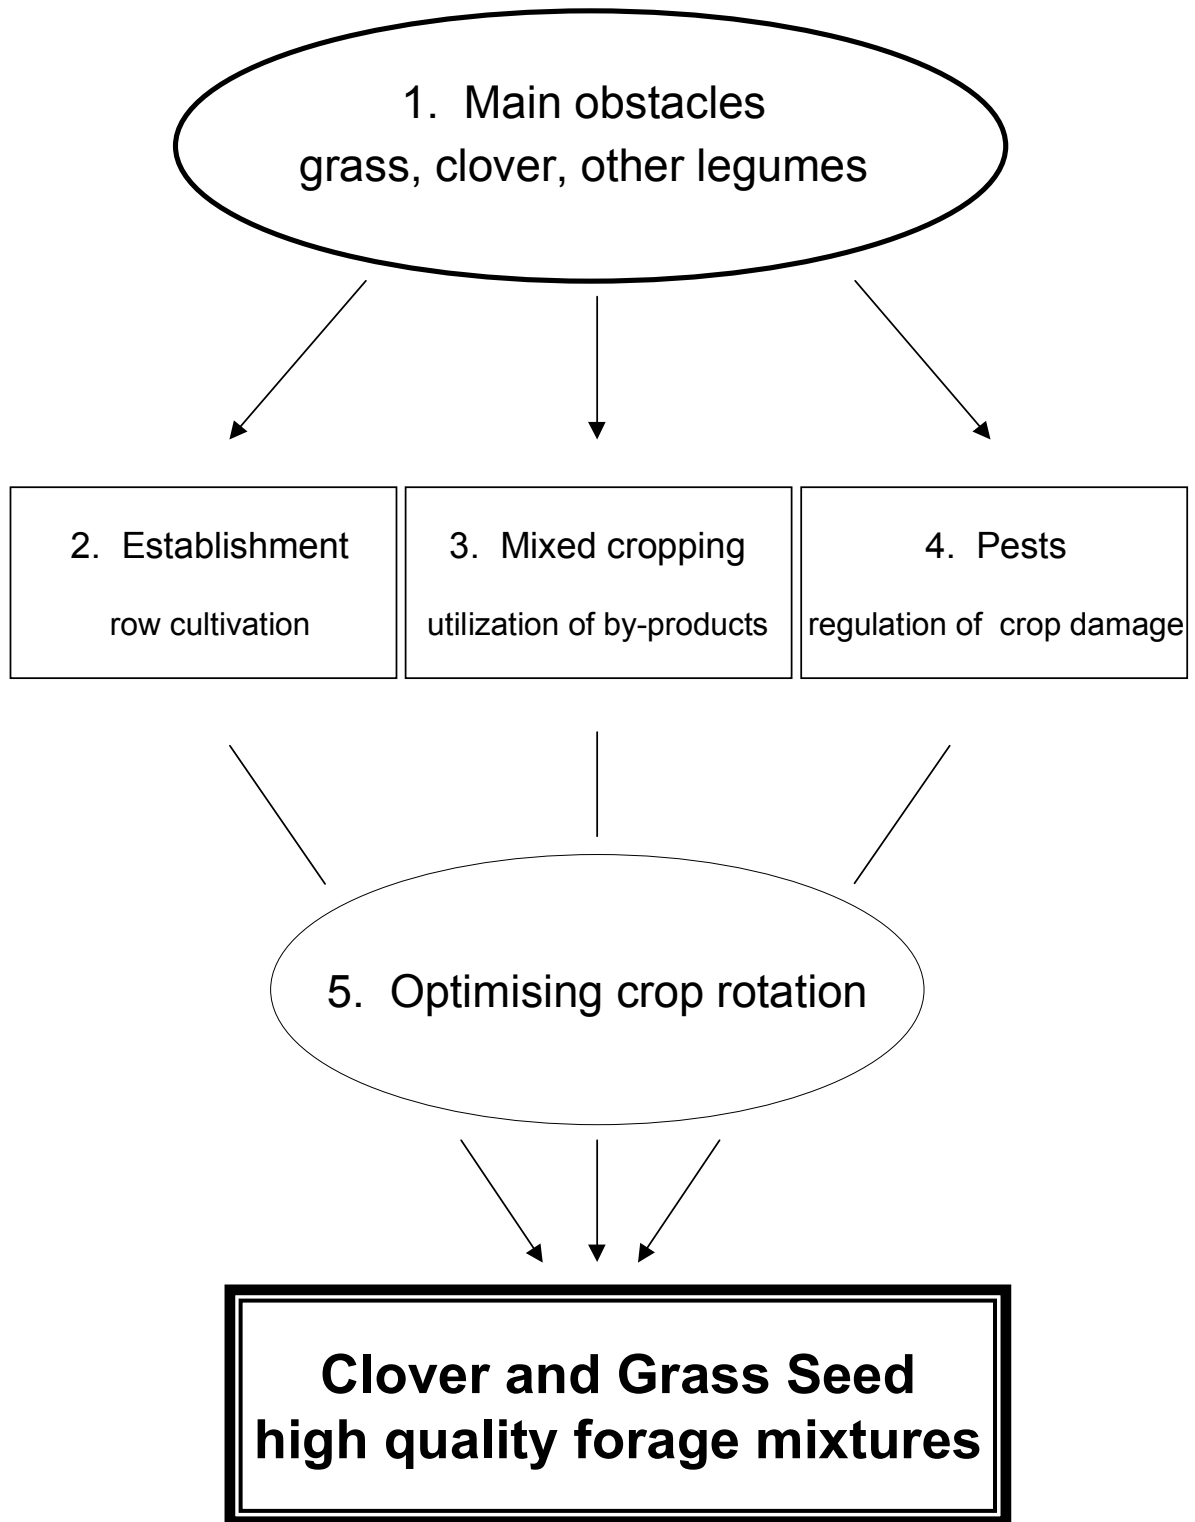 1. Main obstacles
grass, clover, other legumes
2. Establishment
row cultivation
3. Mixed cropping
utilization of by-products
4. Pests
regulation of crop damage
5. Optimising crop rotation
Clover and Grass Seed
high quality forage mixtures